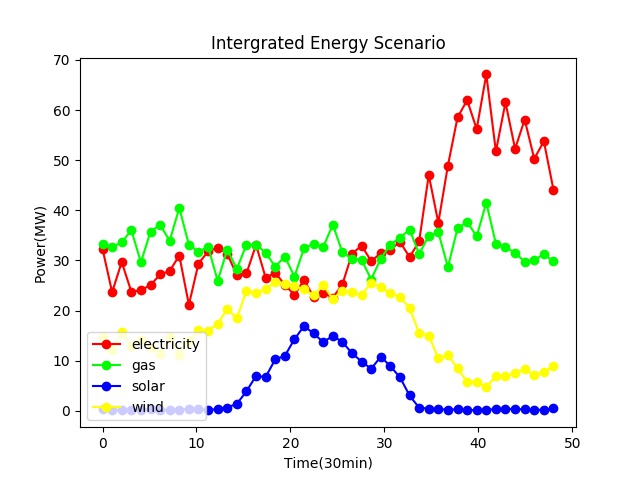 Intergrated Energy Scenario
Power(MW)
70
60
50
40
30
20
10
0
electricity
gas
solar
wind
0 10 20 30 40 50
Time(30min)